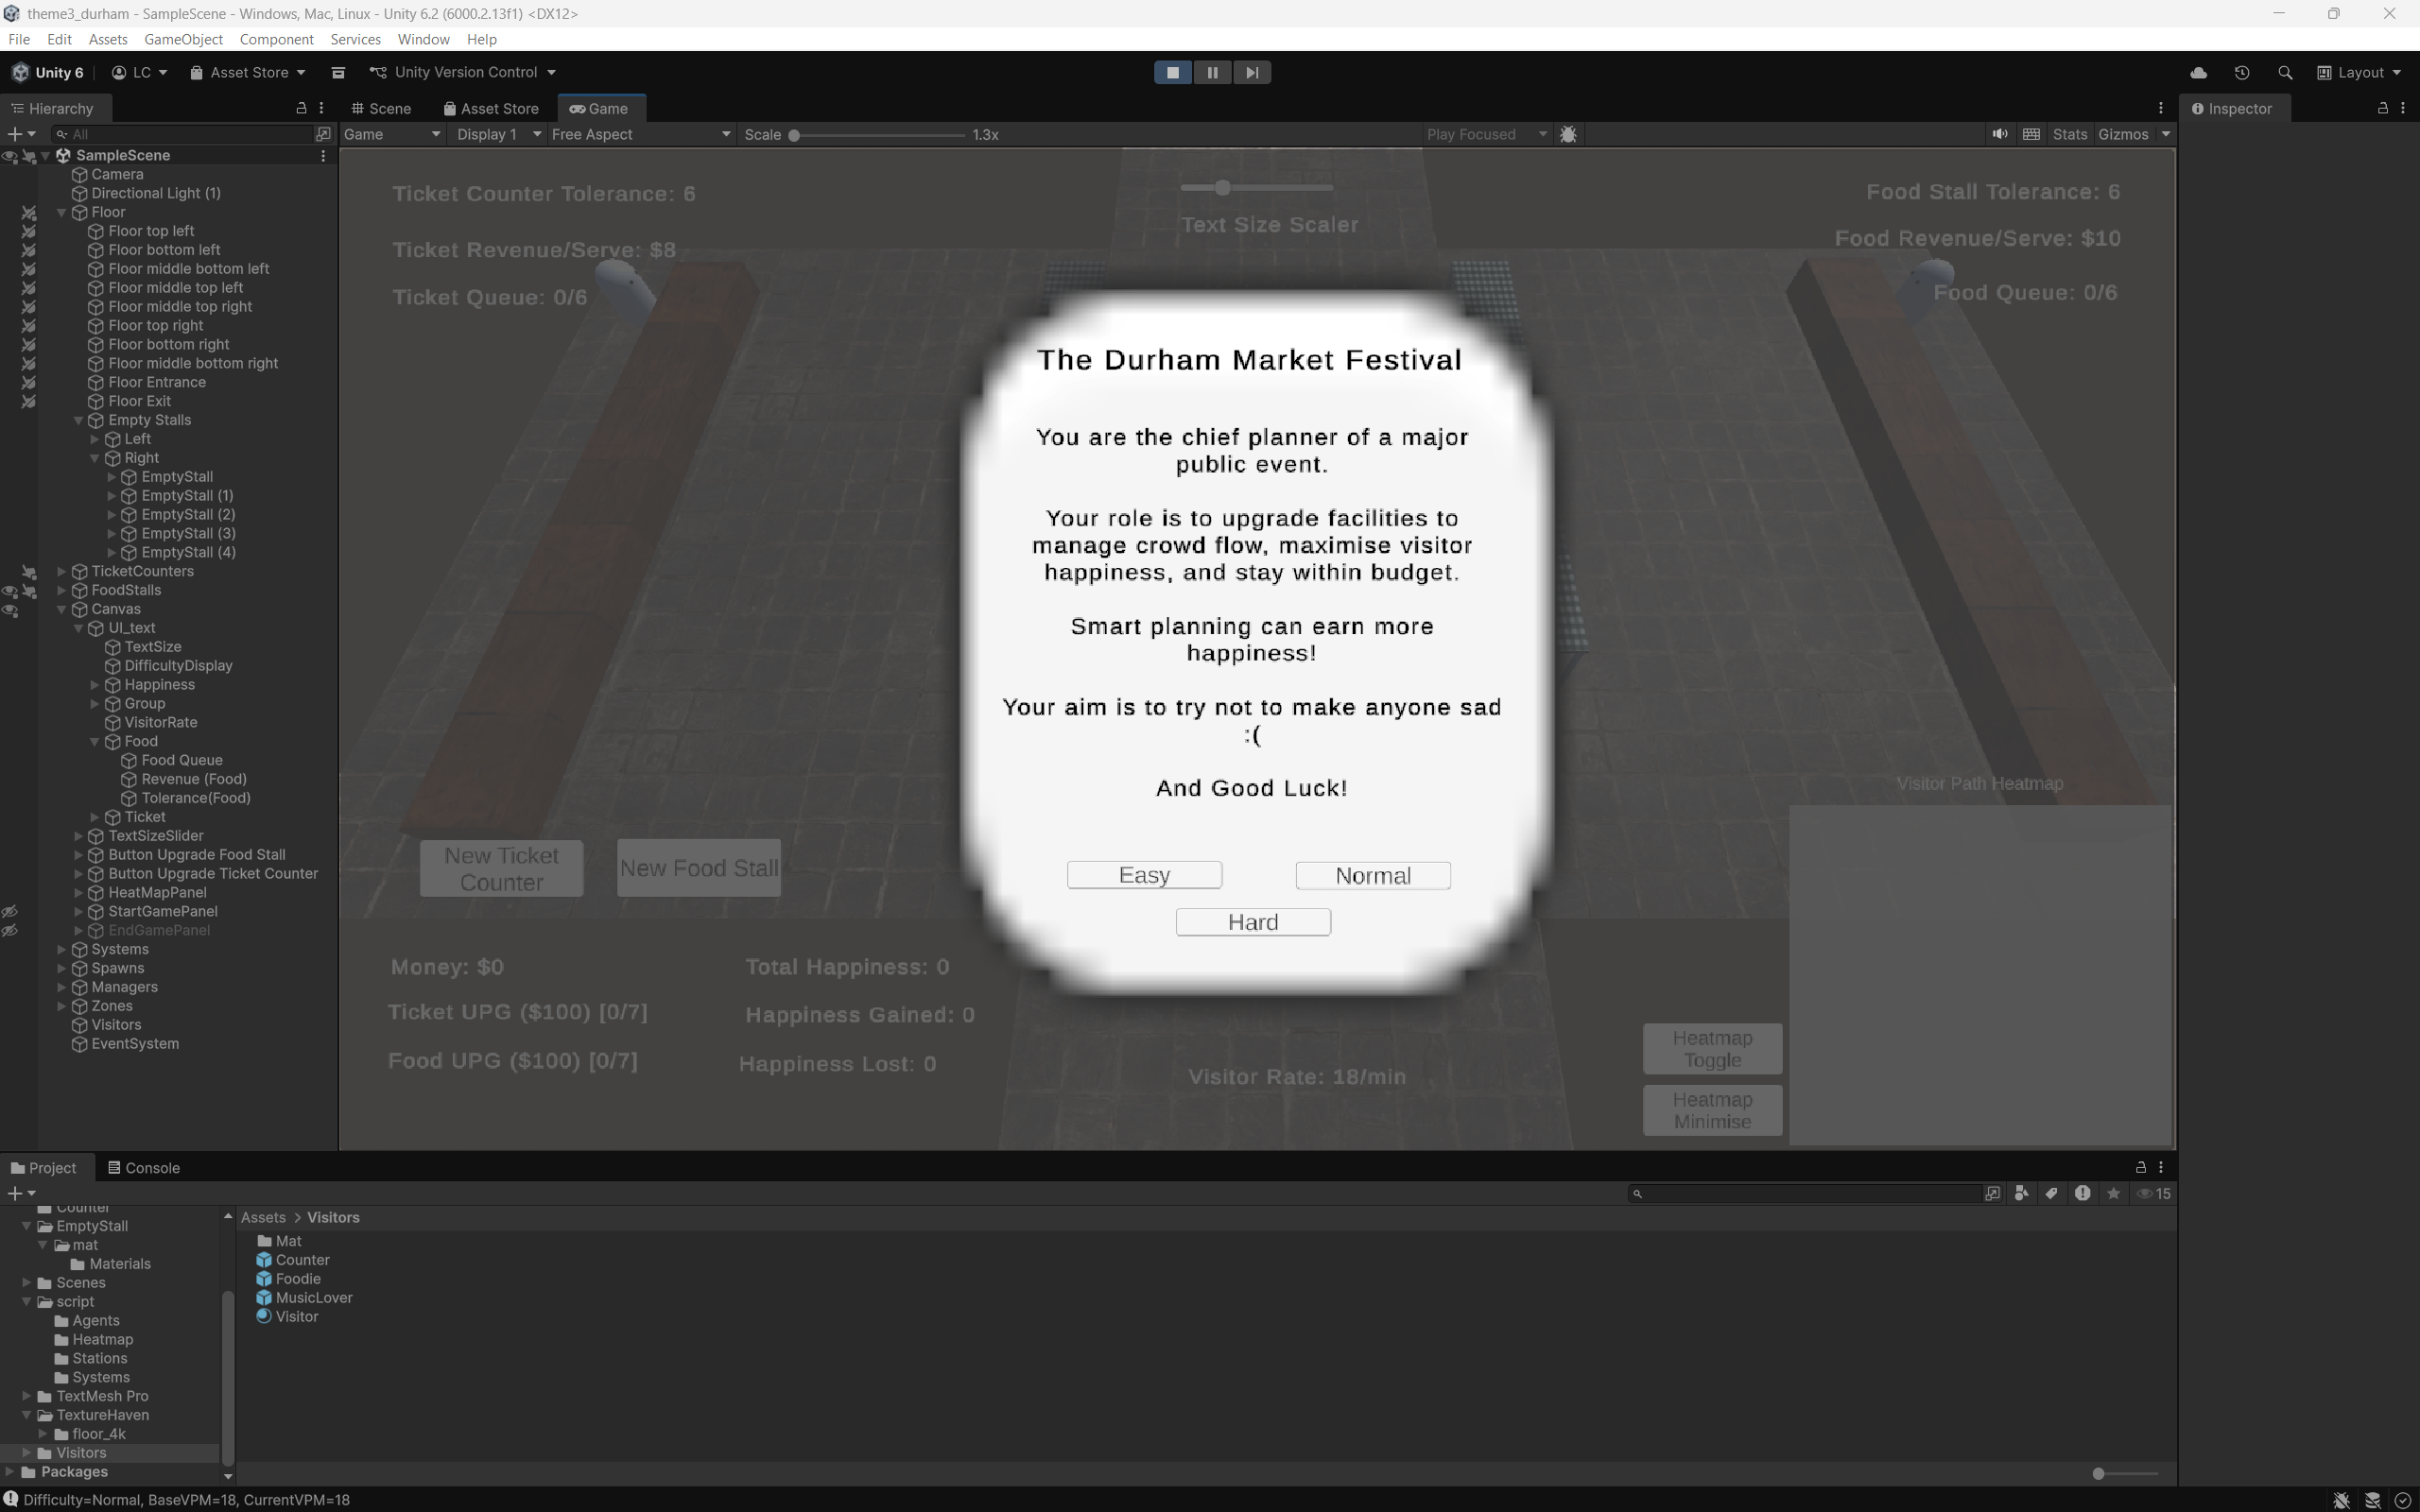 theme3_durham - SampleScene - Windows, Mac, Linux - Unity 6.2 (6000.2.13f1) <DX12>
File Edit Assets GameObject Component Services Window Help
Unity 6 LC Asset Store Unity Version Control Layout
Hierarchy Scene Asset Store Game Inspector
All Game Display 1 Free Aspect Scale 1.3x Play Focused Stats Gizmos
SampleScene
Camera
Directional Light (1)
Floor
Floor top left
Floor bottom left
Floor middle bottom left
Floor middle top left
Floor middle top right
Floor top right
Floor bottom right
Floor middle bottom right
Floor Entrance
Floor Exit
Empty Stalls
Left
Right
EmptyStall
EmptyStall (1)
EmptyStall (2)
EmptyStall (3)
EmptyStall (4)
TicketCounters
FoodStalls
Canvas
UI_text
TextSize
DifficultyDisplay
Happiness
Group
VisitorRate
Food
Food Queue
Revenue (Food)
Tolerance(Food)
Ticket
TextSizeSlider
Button Upgrade Food Stall
Button Upgrade Ticket Counter
HeatMapPanel
StartGamePanel
EndGamePanel
Systems
Spawns
Managers
Zones
Visitors
EventSystem
Ticket Counter Tolerance: 6
Ticket Revenue/Serve: $8
Ticket Queue: 0/6
Text Size Scaler
Food Stall Tolerance: 6
Food Revenue/Serve: $10
Food Queue: 0/6
The Durham Market Festival
You are the chief planner of a major
public event.
Your role is to upgrade facilities to
manage crowd flow, maximise visitor
happiness, and stay within budget.
Smart planning can earn more
happiness!
Your aim is to try not to make anyone sad
:(
And Good Luck!
Easy Normal
Hard
Visitor Path Heatmap
New Ticket
Counter
New Food Stall
Money: $0
Ticket UPG ($100) [0/7]
Food UPG ($100) [0/7]
Total Happiness: 0
Happiness Gained: 0
Happiness Lost: 0
Visitor Rate: 18/min
Heatmap
Toggle
Heatmap
Minimise
Project Console
15
Counter
EmptyStall
mat
Materials
Scenes
script
Agents
Heatmap
Stations
Systems
TextMesh Pro
TextureHaven
floor_4k
Visitors
Packages
Assets > Visitors
Mat
Counter
Foodie
MusicLover
Visitor
Difficulty=Normal, BaseVPM=18, CurrentVPM=18